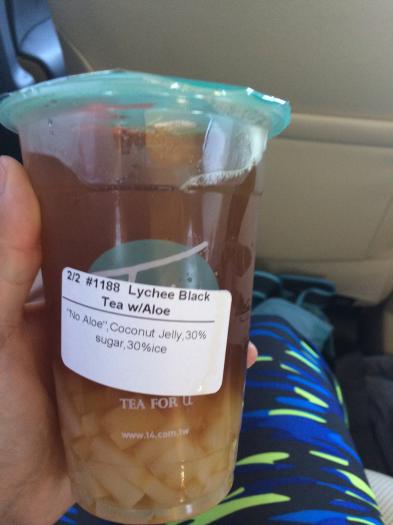 2/2 #1188 Lychee Black
Tea w/Aloe
"No Aloe",Coconut Jelly,30%
sugar,30%ice
TEA FOR U
www.t4.com.tw